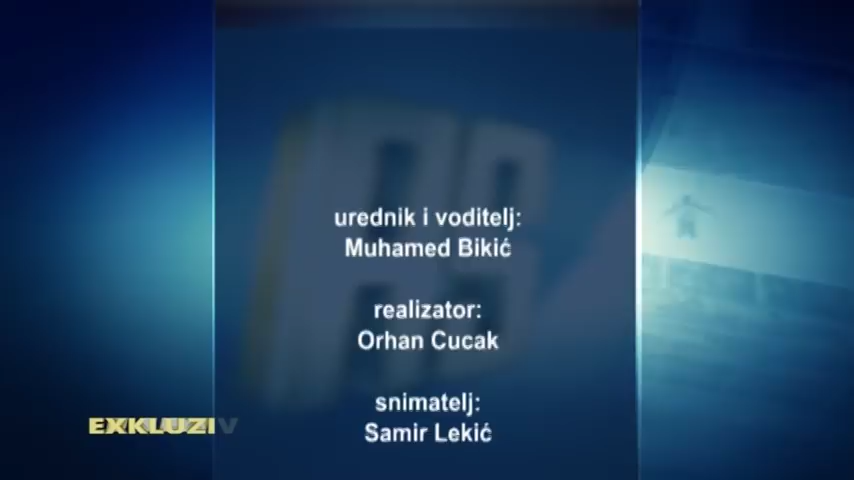 urednik i voditelj:
Muhamed Bikić
realizator:
Orhan Cucak
snimatelj:
Samir Lekić
EXKLUZIV